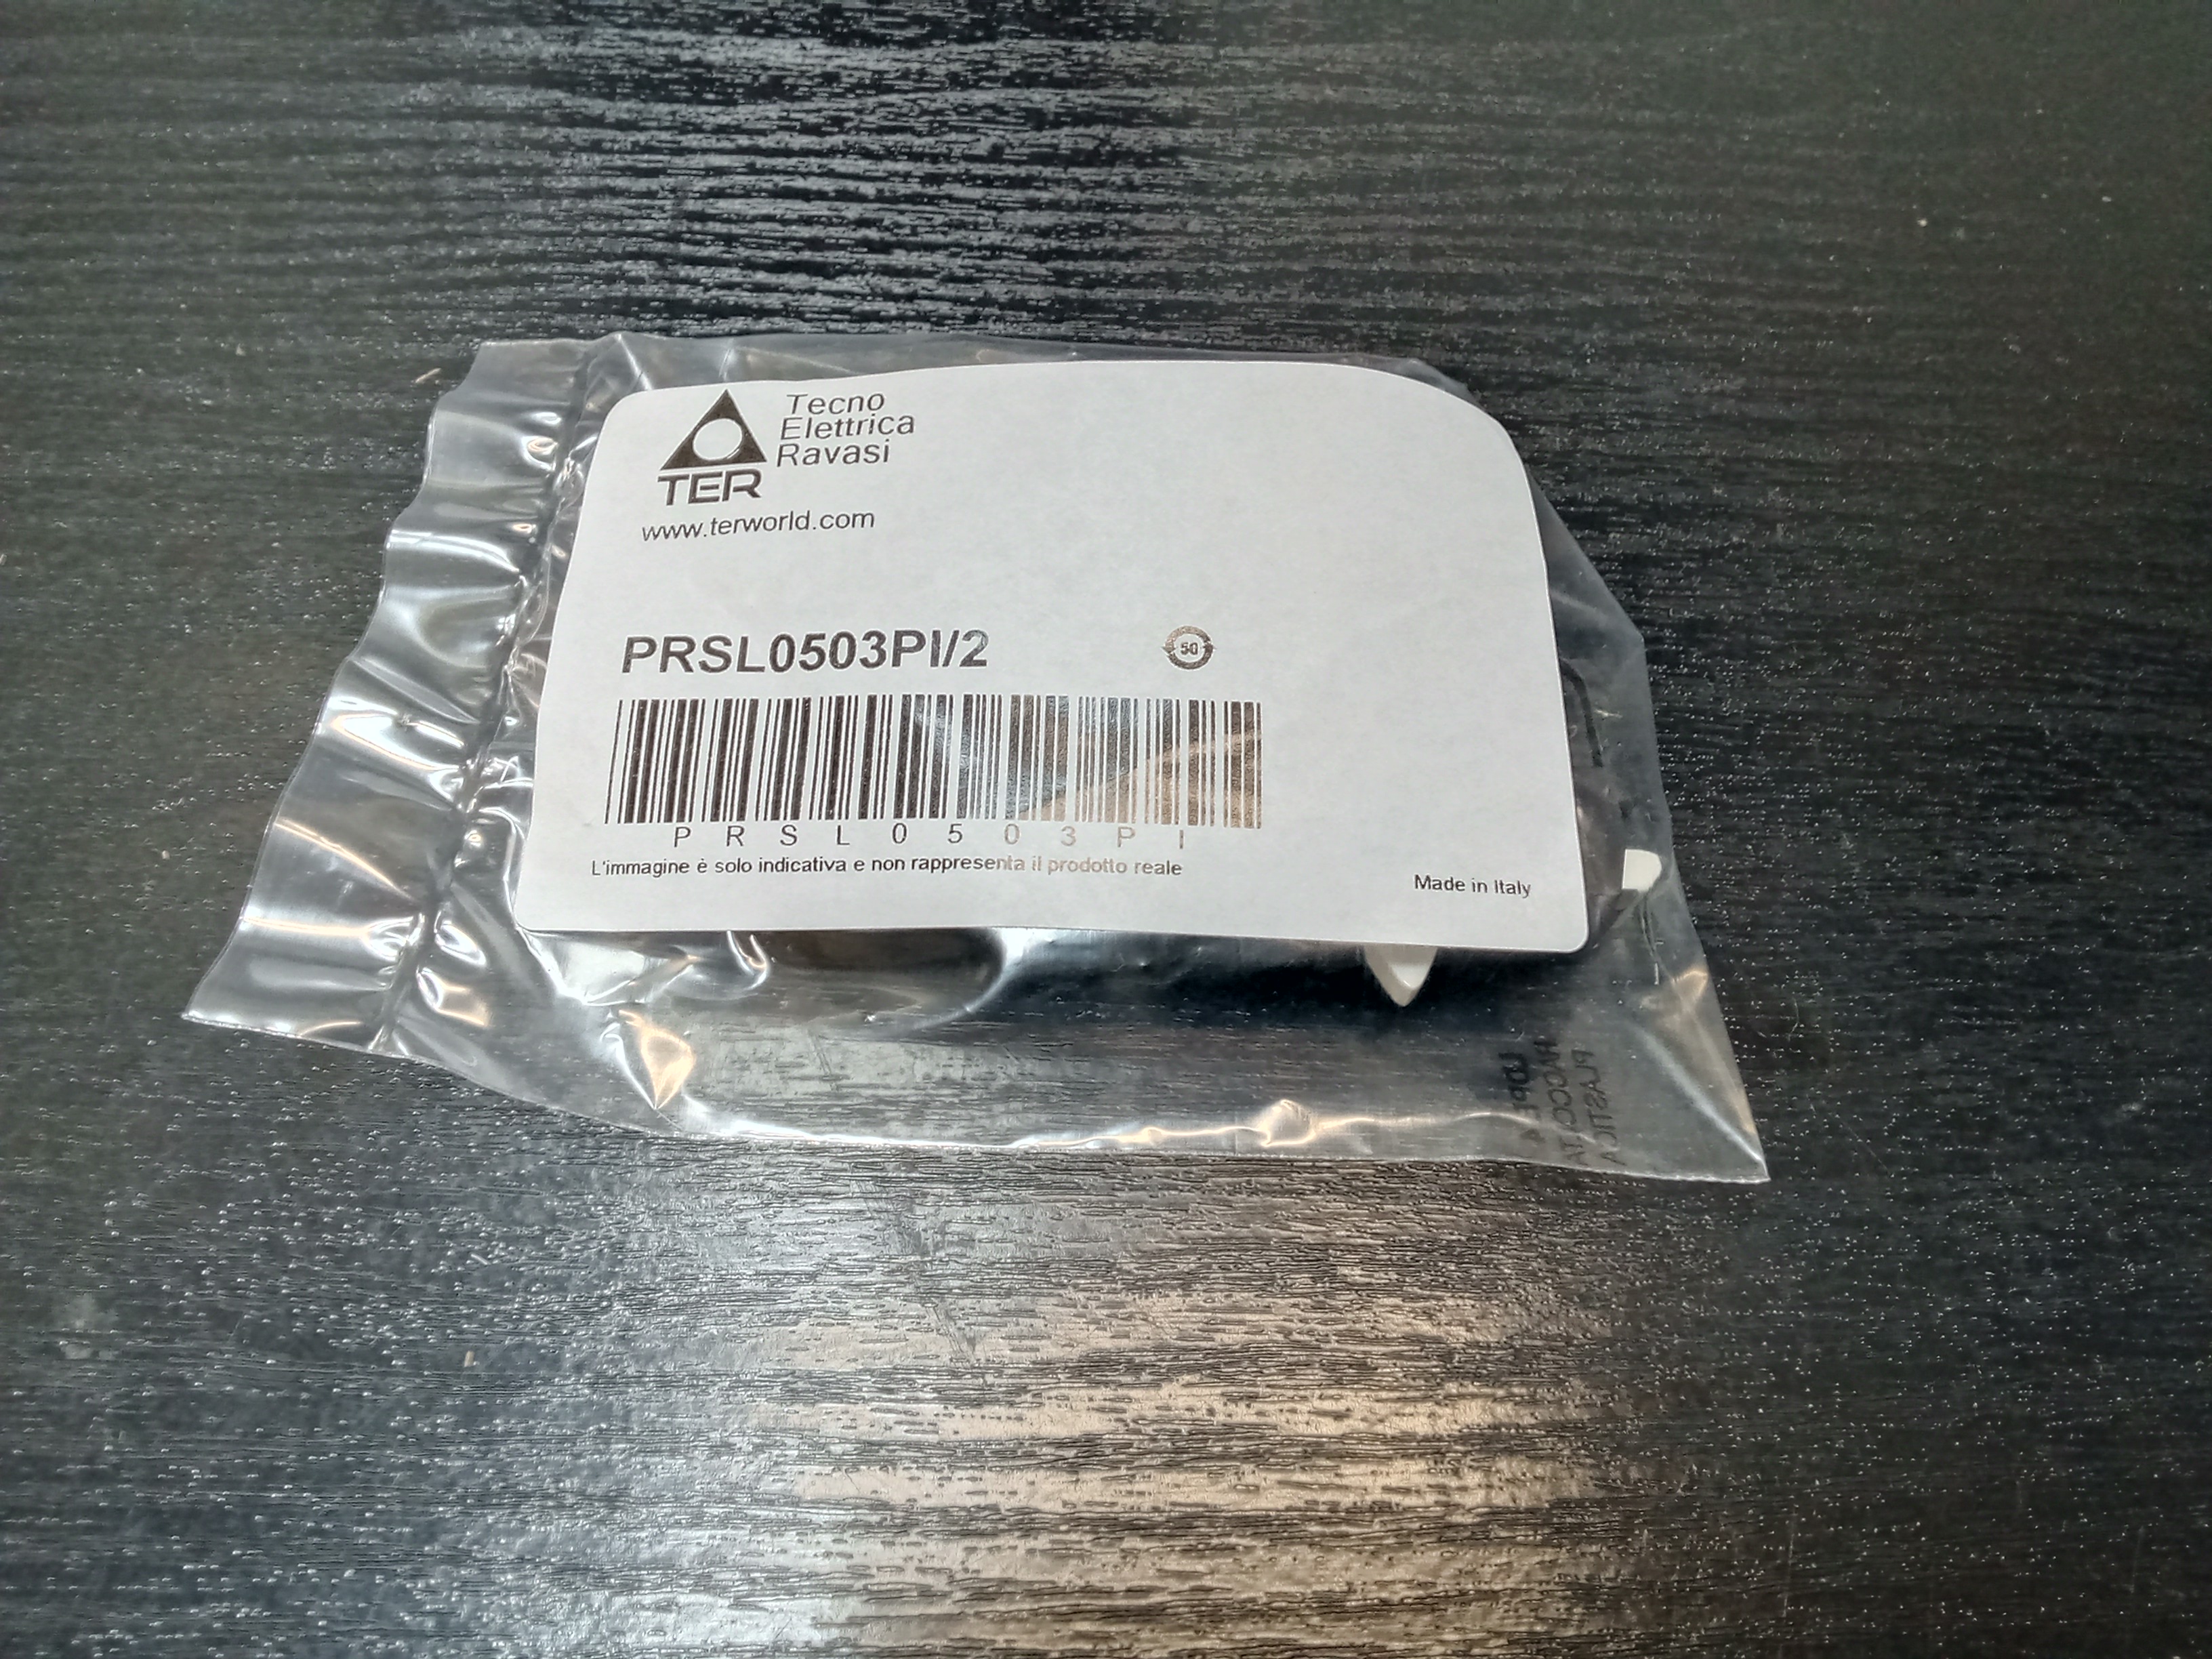 Tecno
Elettrica
Ravasi
TER
www.terworld.com
PRSL0503PI/2
50
PRSL0503PI
L'immagine è solo indicativa e non rappresenta il prodotto reale
Made in Italy
PLASTICA